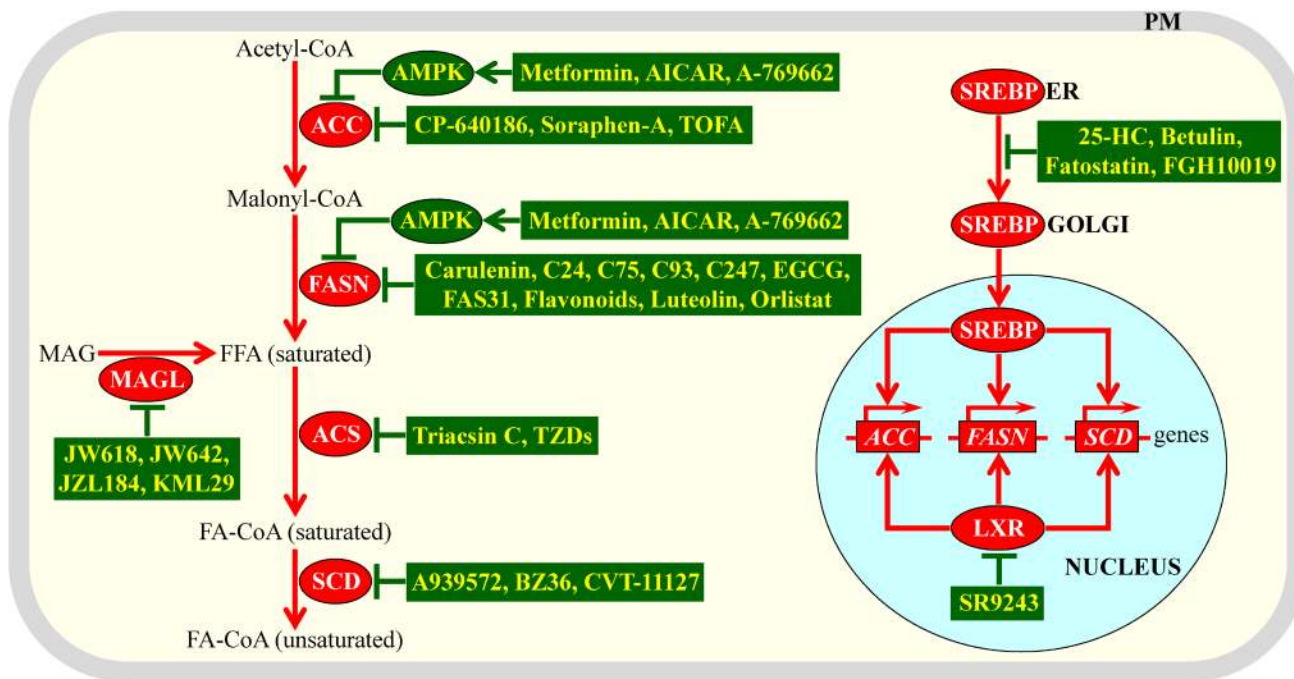 PM
Acetyl-CoA
AMPK
Metformin, AICAR, A-769662
ACC
CP-640186, Soraphen-A, TOFA
Malonyl-CoA
AMPK
Metformin, AICAR, A-769662
FASN
Carulenin, C24, C75, C93, C247, EGCG,
FAS31, Flavonoids, Luteolin, Orlistat
MAG
FFA (saturated)
MAGL
JW618, JW642,
JZL184, KML29
ACS
Triacsin C, TZDs
FA-CoA (saturated)
SCD
A939572, BZ36, CVT-11127
FA-CoA (unsaturated)
SREBP ER
25-HC, Betulin,
Fatostatin, FGH10019
SREBP GOLGI
SREBP
ACC FASN SCD genes
LXR
NUCLEUS
SR9243